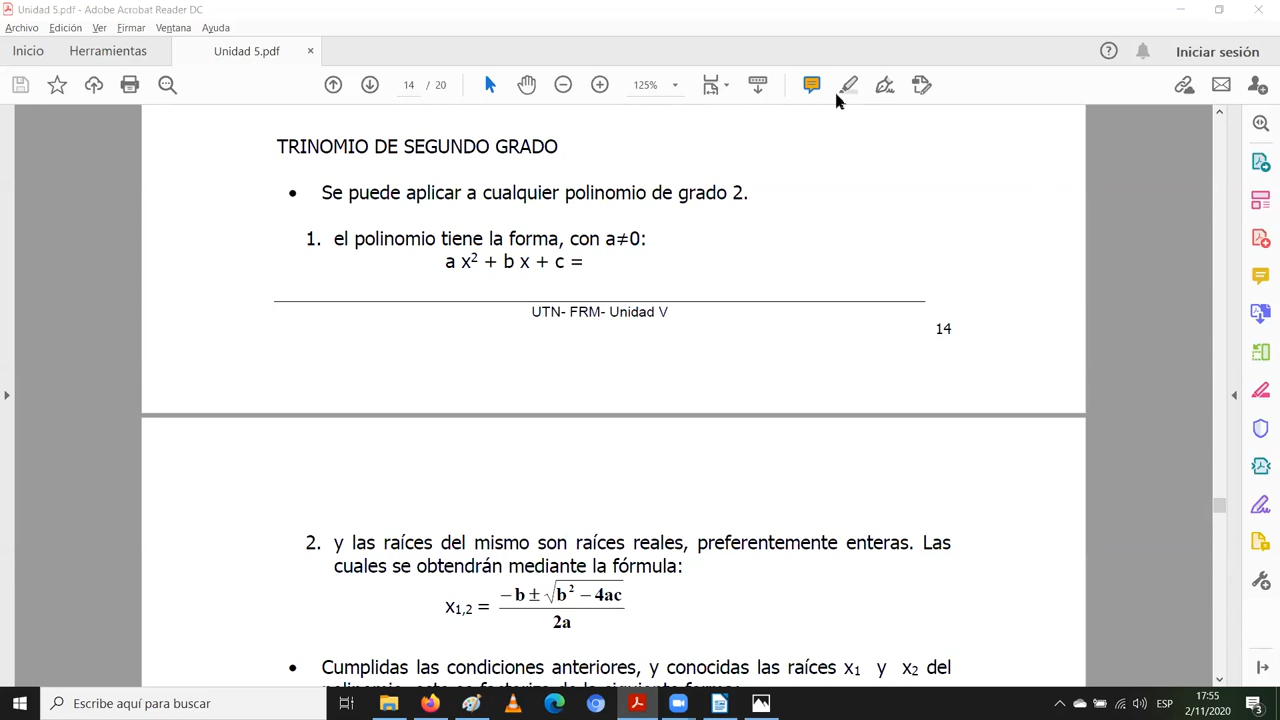 Unidad 5.pdf - Adobe Acrobat Reader DC
Archivo Edición Ver Firmar Ventana Ayuda
Inicio Herramientas Unidad 5.pdf × Iniciar sesión
14 / 20 125%
TRINOMIO DE SEGUNDO GRADO
• Se puede aplicar a cualquier polinomio de grado 2.
1. el polinomio tiene la forma, con a≠0:
a x² + b x + c =
UTN- FRM- Unidad V
14
2. y las raíces del mismo son raíces reales, preferentemente enteras. Las
cuales se obtendrán mediante la fórmula:
x₁,₂ = (−b ± √(b² − 4ac)) / 2a
• Cumplidas las condiciones anteriores, y conocidas las raíces x₁ y x₂ del
Escribe aquí para buscar
ESP
17:55
2/11/2020
3